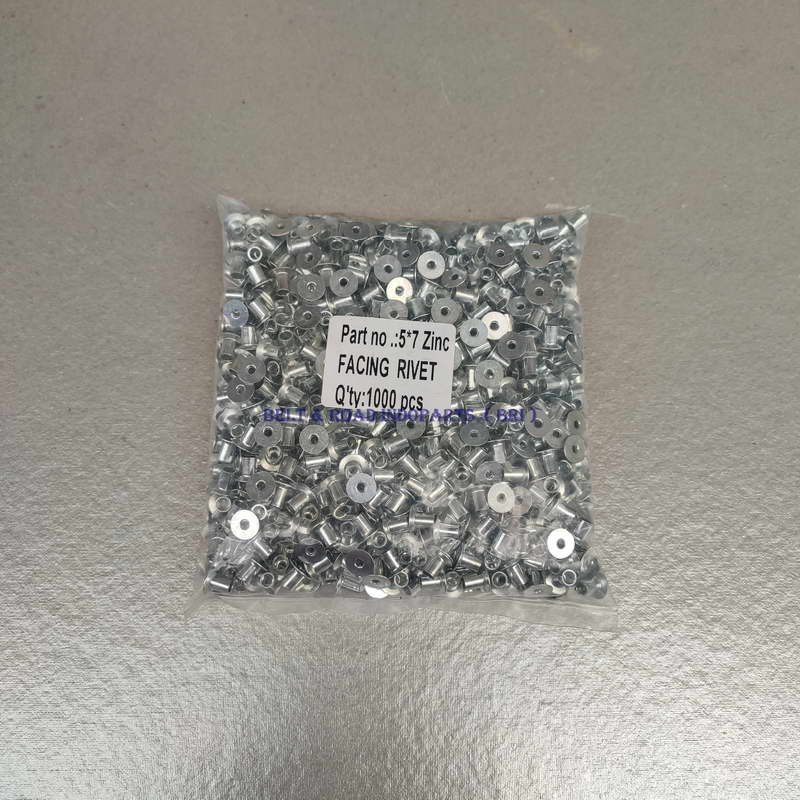 Part no .:5*7 Zinc
FACING RIVET
Q'ty:1000 pcs
BELT & ROAD INDOPARTS ( BRI )